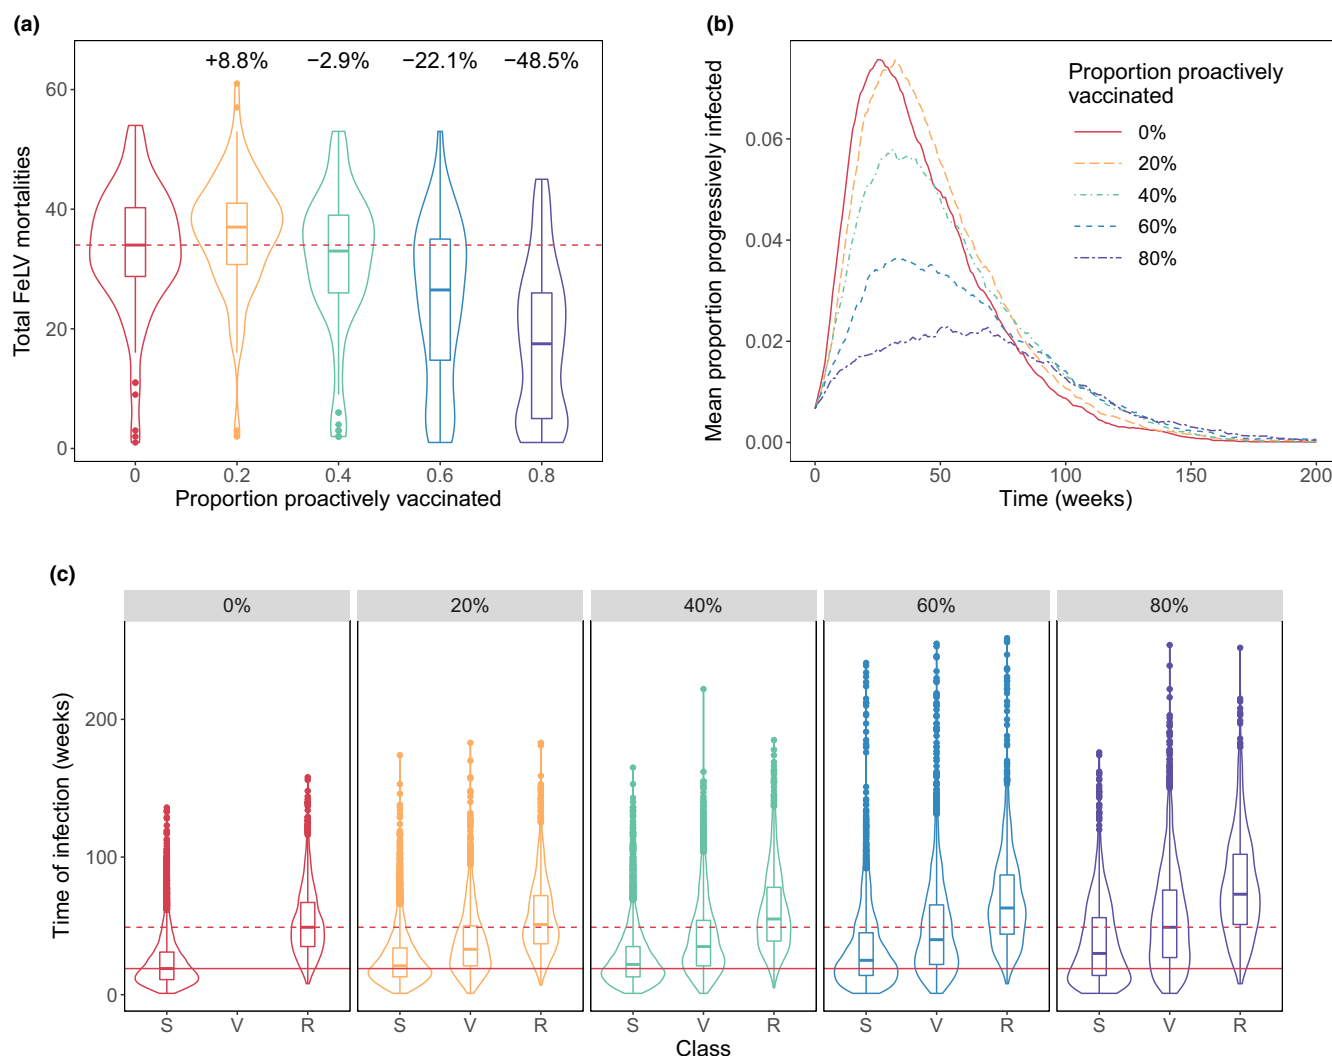 (a)
+8.8% −2.9% −22.1% −48.5%
Total FeLV mortalities
60
40
20
0
0 0.2 0.4 0.6 0.8
Proportion proactively vaccinated
(b)
Mean proportion progressively infected
0.06
0.04
0.02
0.00
0 50 100 150 200
Time (weeks)
Proportion proactively
vaccinated
0%
20%
40%
60%
80%
(c)
0% 20% 40% 60% 80%
Time of infection (weeks)
200
100
0
S V R S V R S V R S V R S V R
Class